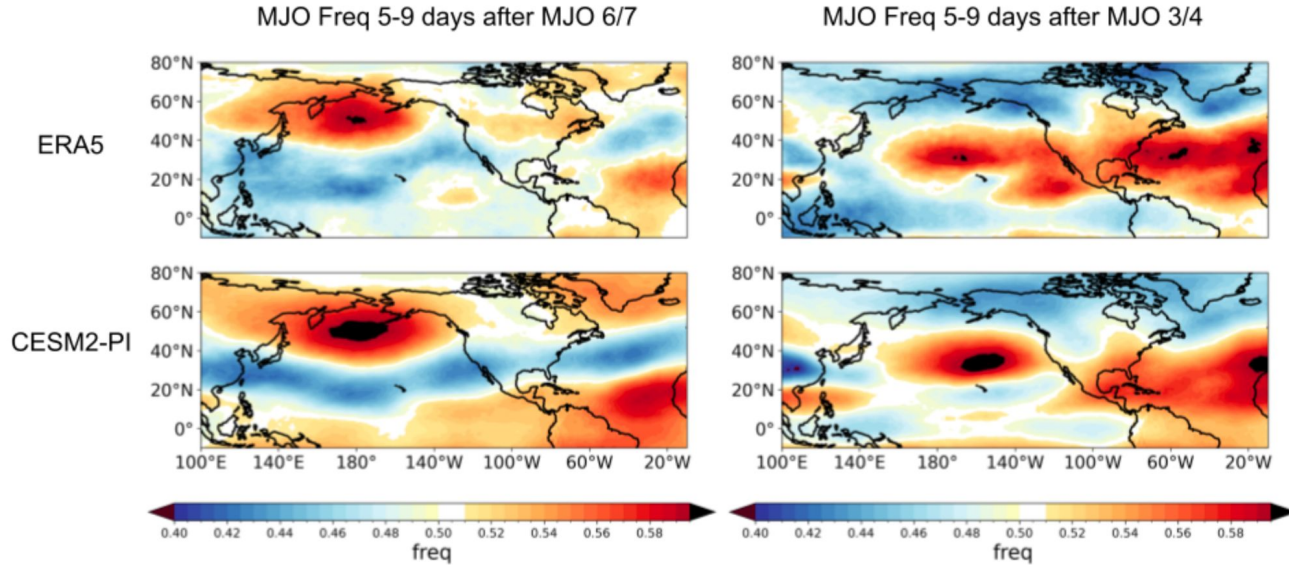 MJO Freq 5-9 days after MJO 6/7 MJO Freq 5-9 days after MJO 3/4
ERA5
80°N 80°N
60°N 60°N
40°N 40°N
20°N 20°N
0° 0°
CESM2-PI
80°N 80°N
60°N 60°N
40°N 40°N
20°N 20°N
0° 0°
100°E 140°E 180° 140°W 100°W 60°W 20°W 100°E 140°E 180° 140°W 100°W 60°W 20°W
0.40 0.42 0.44 0.46 0.48 0.50 0.52 0.54 0.56 0.58 0.40 0.42 0.44 0.46 0.48 0.50 0.52 0.54 0.56 0.58
freq freq